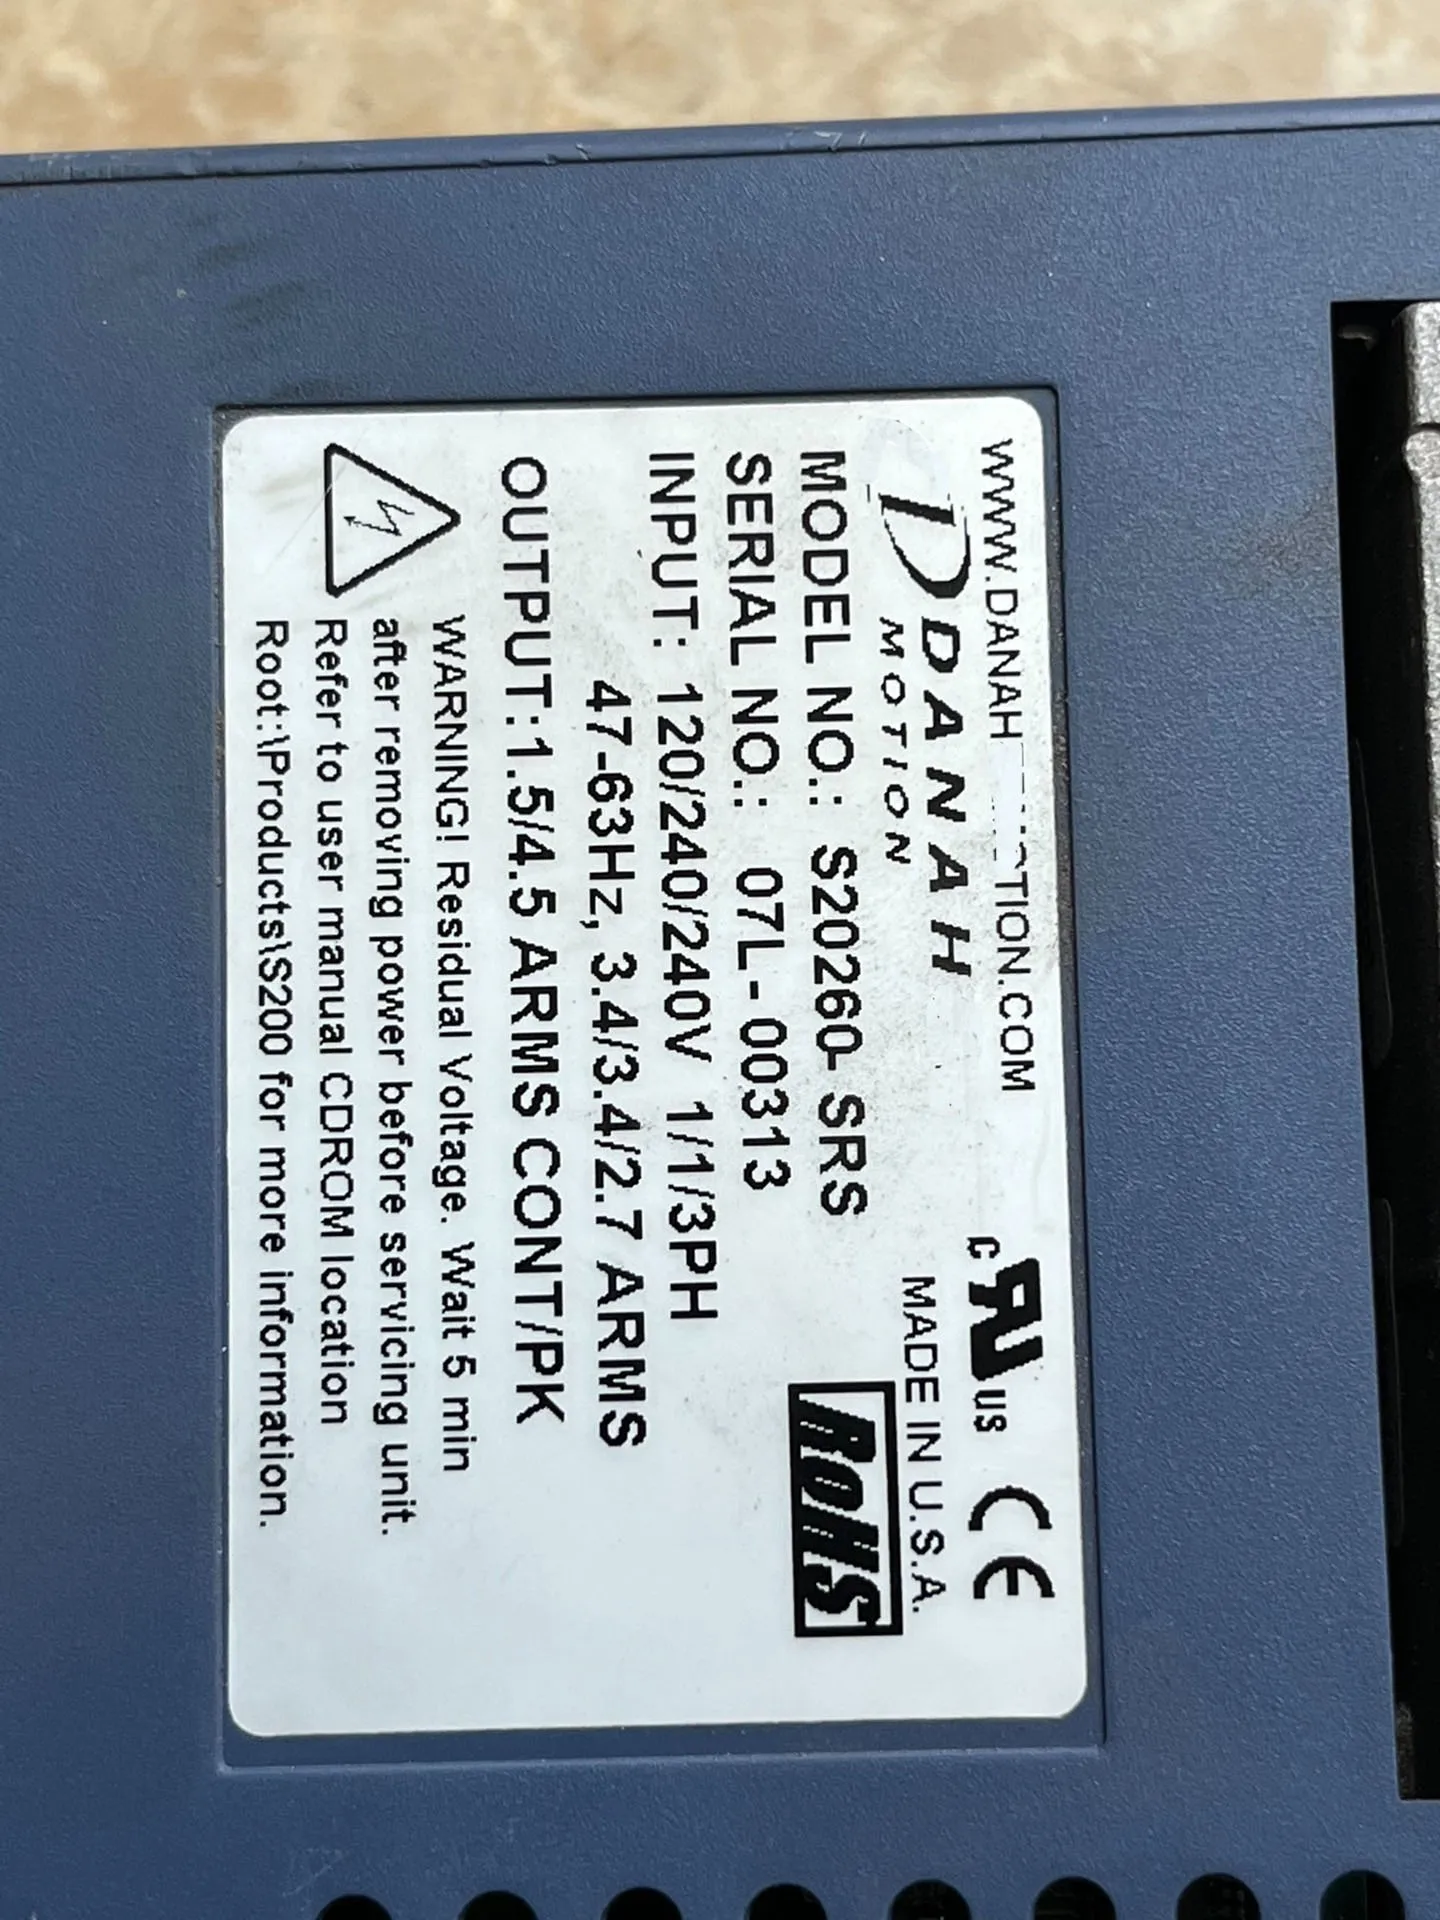 WWW.DANAH OTION.COM
DANAH
MOTION
c RU US CE
MADE IN U.S.A.
RoHS
MODEL NO.: S20260-SRS
SERIAL NO.: 07L-00313
INPUT: 120/240/240V 1/1/3PH
47-63Hz, 3.4/3.4/2.7 ARMS
OUTPUT:1.5/4.5 ARMS CONT/PK
WARNING! Residual Voltage. Wait 5 min
after removing power before servicing unit.
Refer to user manual CDROM location
Root:\Products\S200 for more information.